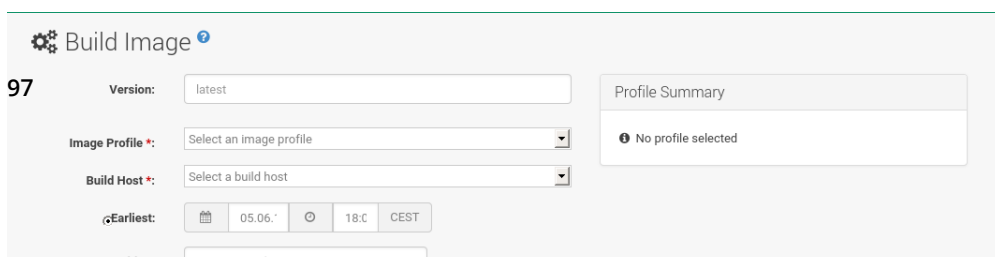 Build Image ?
97
Version: latest
Profile Summary
Image Profile *: Select an image profile
No profile selected
Build Host *: Select a build host
Earliest: 05.06. 18:0 CEST